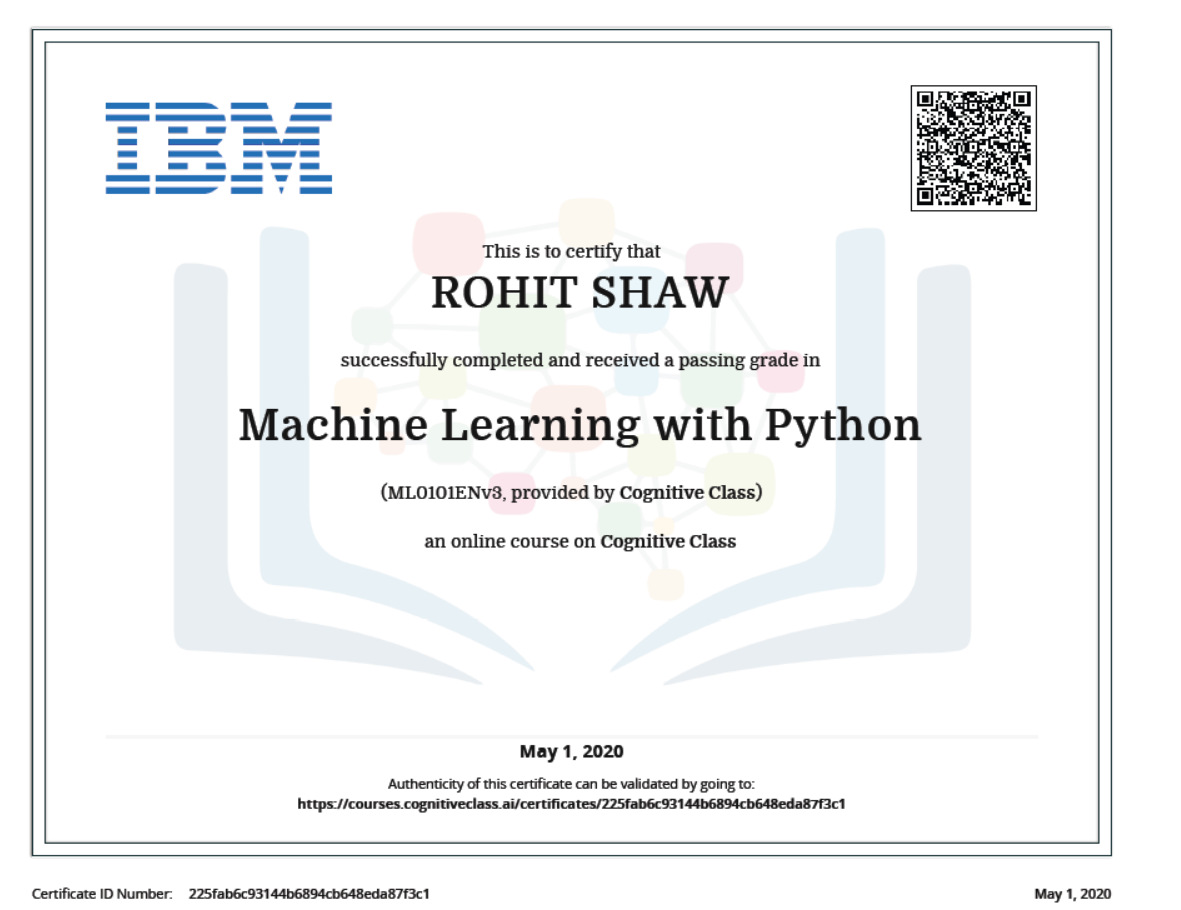 IBM
This is to certify that
ROHIT SHAW
successfully completed and received a passing grade in
Machine Learning with Python
(ML0101ENv3, provided by Cognitive Class)
an online course on Cognitive Class
May 1, 2020
Authenticity of this certificate can be validated by going to:
https://courses.cognitiveclass.ai/certificates/225fab6c93144b6894cb648eda87f3c1
Certificate ID Number: 225fab6c93144b6894cb648eda87f3c1
May 1, 2020